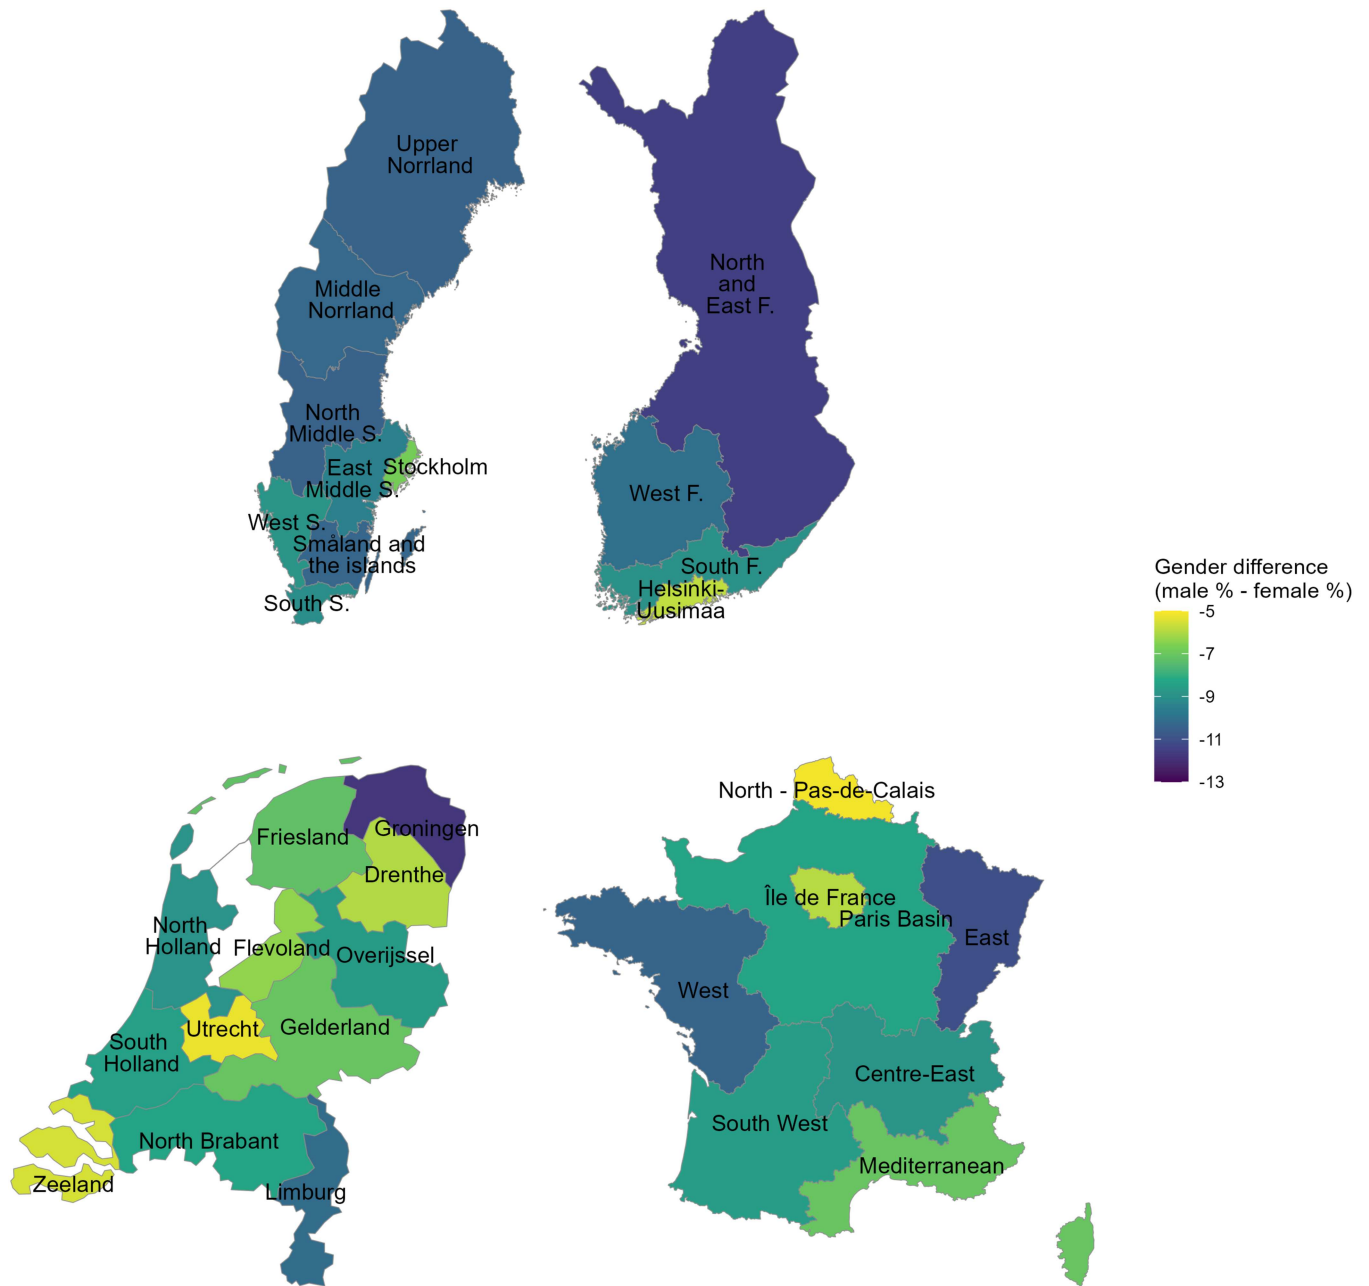 Upper
Norrland
Middle
Norrland
North
Middle S.
East
Middle S.
Stockholm
West S.
Småland and
the islands
South S.
North
and
East F.
West F.
South F.
Helsinki-
Uusimaa
Gender difference
(male % - female %)
-5
-7
-9
-11
-13
Friesland
Groningen
Drenthe
North
Holland
Flevoland
Overijssel
Utrecht
Gelderland
South
Holland
North Brabant
Zeeland
Limburg
North - Pas-de-Calais
Île de France
Paris Basin
East
West
Centre-East
South West
Mediterranean